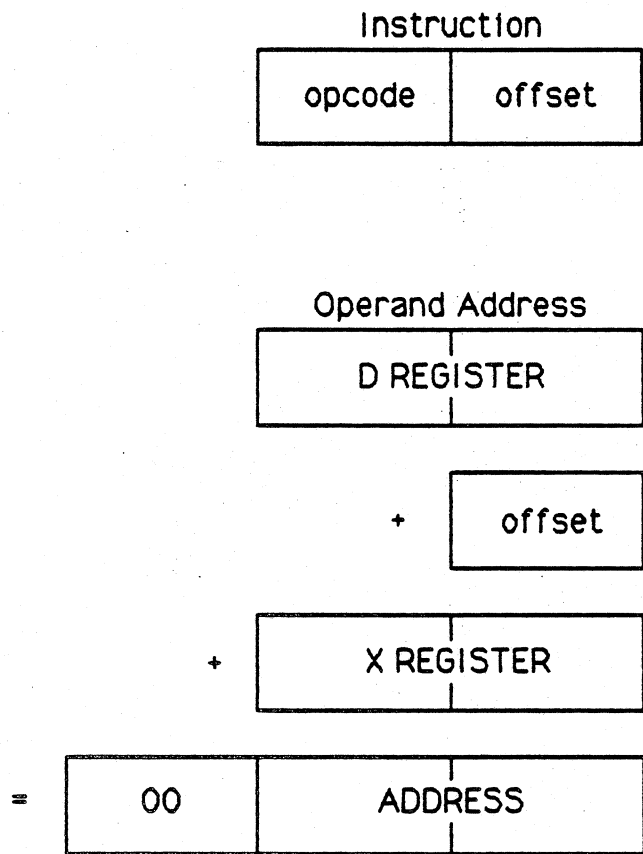 Instruction
opcode offset
Operand Address
D REGISTER
+ offset
+ X REGISTER
= 00 ADDRESS